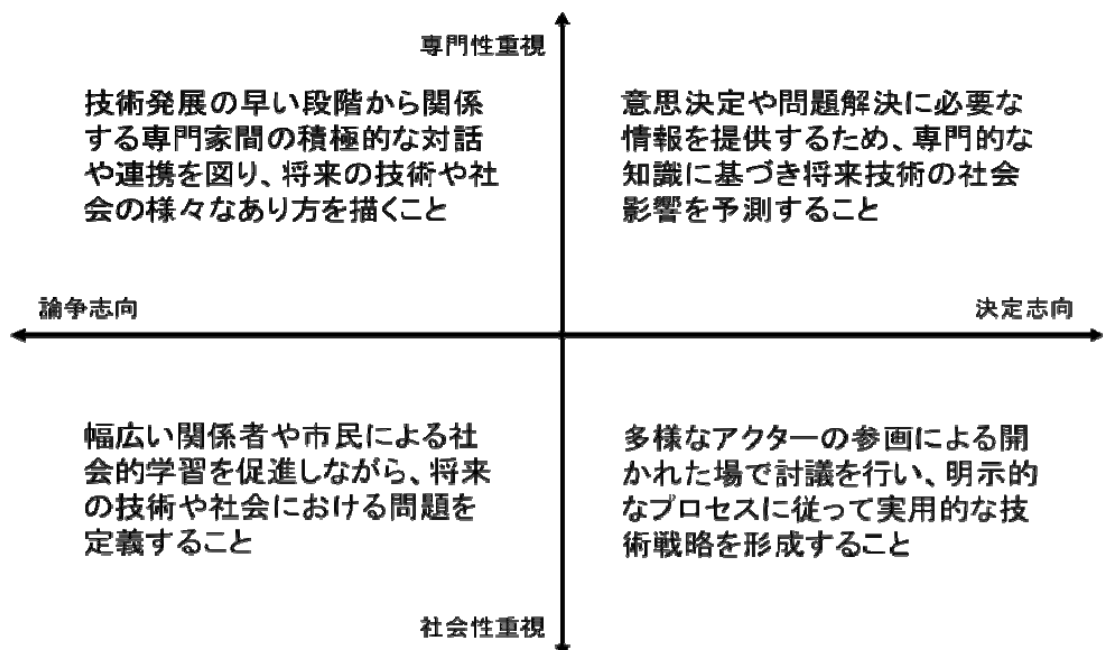 専門性重視
技術発展の早い段階から関係
する専門家間の積極的な対話
や連携を図り、将来の技術や社
会の様々なあり方を描くこと
意思決定や問題解決に必要な
情報を提供するため、専門的な
知識に基づき将来技術の社会
影響を予測すること
論争志向
決定志向
幅広い関係者や市民による社
会的学習を促進しながら、将来
の技術や社会における問題を
定義すること
多様なアクターの参画による開
かれた場で討議を行い、明示的
なプロセスに従って実用的な技
術戦略を形成すること
社会性重視